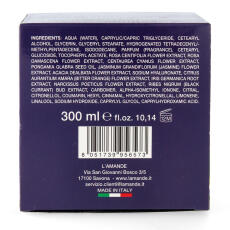 INGREDIENTS: AQUA (WATER), CAPRYLIC/CAPRIC TRIGLYCERIDE, CETEARYL
ALCOHOL, GLYCERIN, GLYCERYL STEARATE, HYDROGENATED TETRADECENYL/
METHYLPENTADECENE, ISODODECANE, PARFUM (FRAGRANCE), CETEARYL
GLUCOSIDE, TOCOPHERYL ACETATE, ROSA CENTIFOLIA FLOWER EXTRACT, ROSA
DAMASCENA FLOWER EXTRACT, CENTAUREA CYANUS FLOWER EXTRACT,
PONGAMIA GLABRA SEED OIL, JASMINUM GRANDIFLORUM (JASMINE) FLOWER
EXTRACT, ACACIA DEALBATA FLOWER EXTRACT, SODIUM HYALURONATE, CITRUS
AURANTIUM AMARA (BITTER ORANGE) FLOWER EXTRACT, IRIS GERMANICA ROOT
EXTRACT, NARCISSUS POETICUS FLOWER EXTRACT, RIBES NIGRUM (BLACK
CURRANT) BUD EXTRACT, CARBOMER, ALPHA-ISOMETHYL IONONE, CITRAL,
CITRONELLOL, COUMARIN, HEXYL CINNAMAL, HYDROXYCITRONELLAL, LIMONENE,
LINALOOL, SODIUM HYDROXIDE, CAPRYLYL GLYCOL, CAPRYLHYDROXAMIC ACID.
300 ml e fl.oz. 10,14
12M
8 051739 956573
L'AMANDE
Via San Giovanni Bosco 3/5
17100 Savona - www.lamande.it
servizio.clienti@lamande.it
MADE IN ITALY